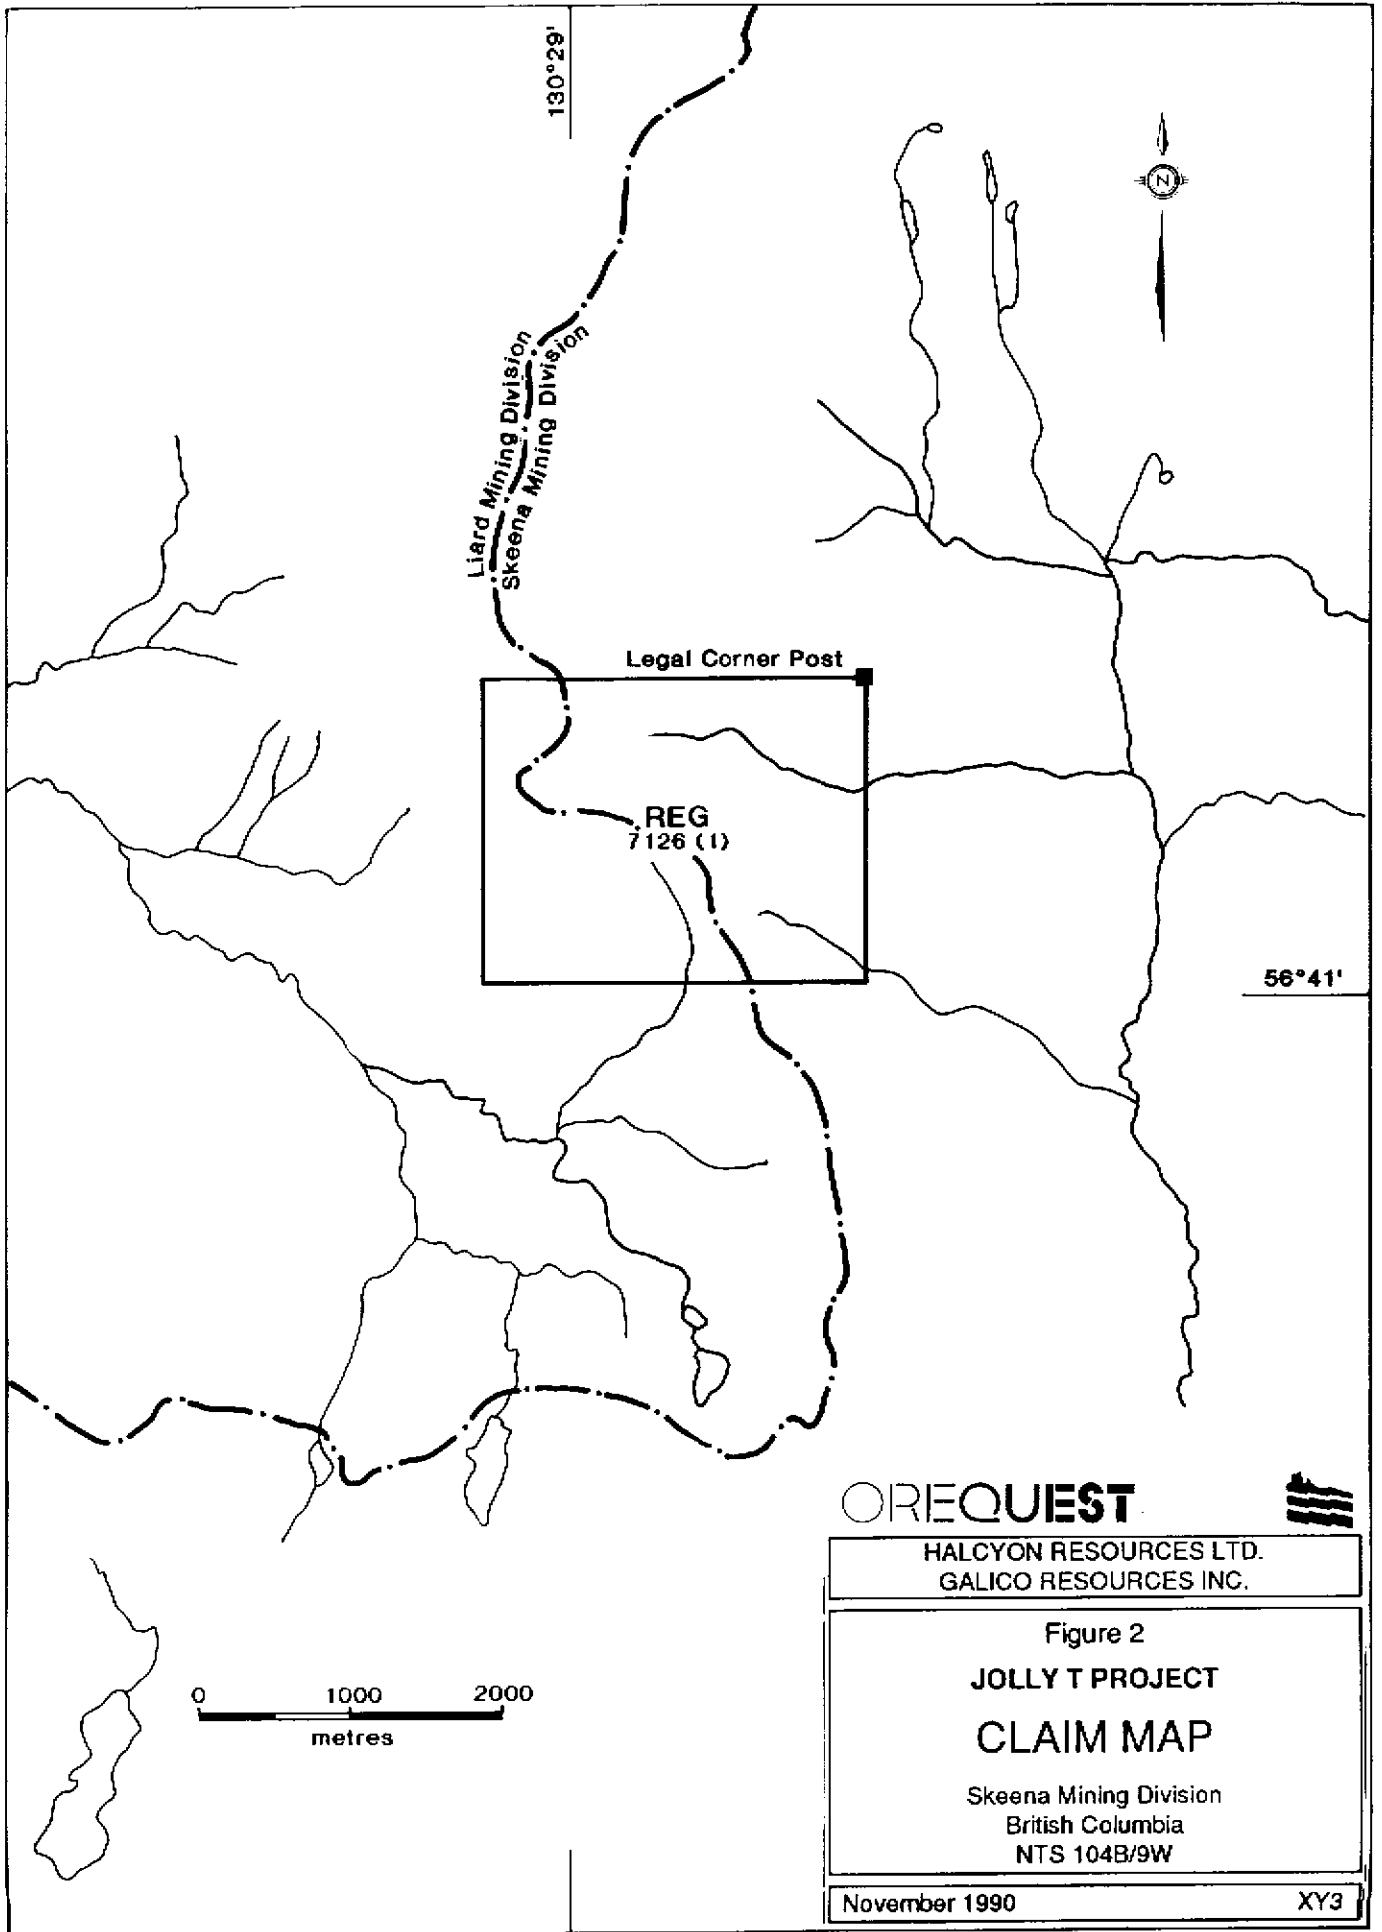 130°29'
N
Liard Mining Division
Skeena Mining Division
Legal Corner Post
REG
7126 (1)
56°41'
OREQUEST
HALCYON RESOURCES LTD.
GALICO RESOURCES INC.
Figure 2
JOLLY T PROJECT
CLAIM MAP
Skeena Mining Division
British Columbia
NTS 104B/9W
November 1990 XY3
0 1000 2000
metres